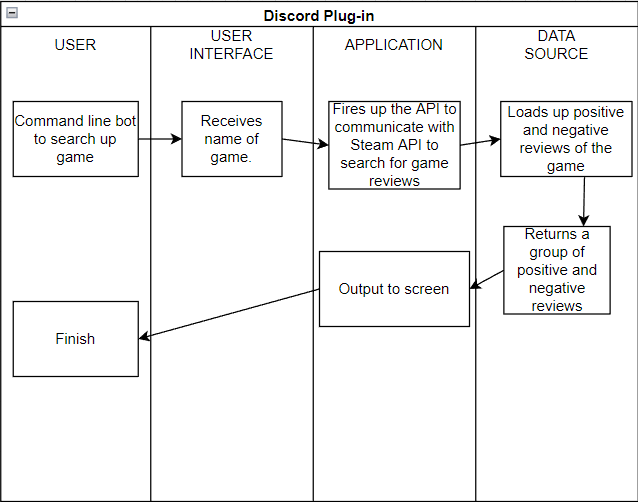 Discord Plug-in
USER
USER
INTERFACE
APPLICATION
DATA
SOURCE
Command line bot
to search up
game
Receives
name of
game.
Fires up the API to
communicate with
Steam API to
search for game
reviews
Loads up positive
and negative
reviews of the
game
Returns a
group of
positive and
negative
reviews
Output to screen
Finish